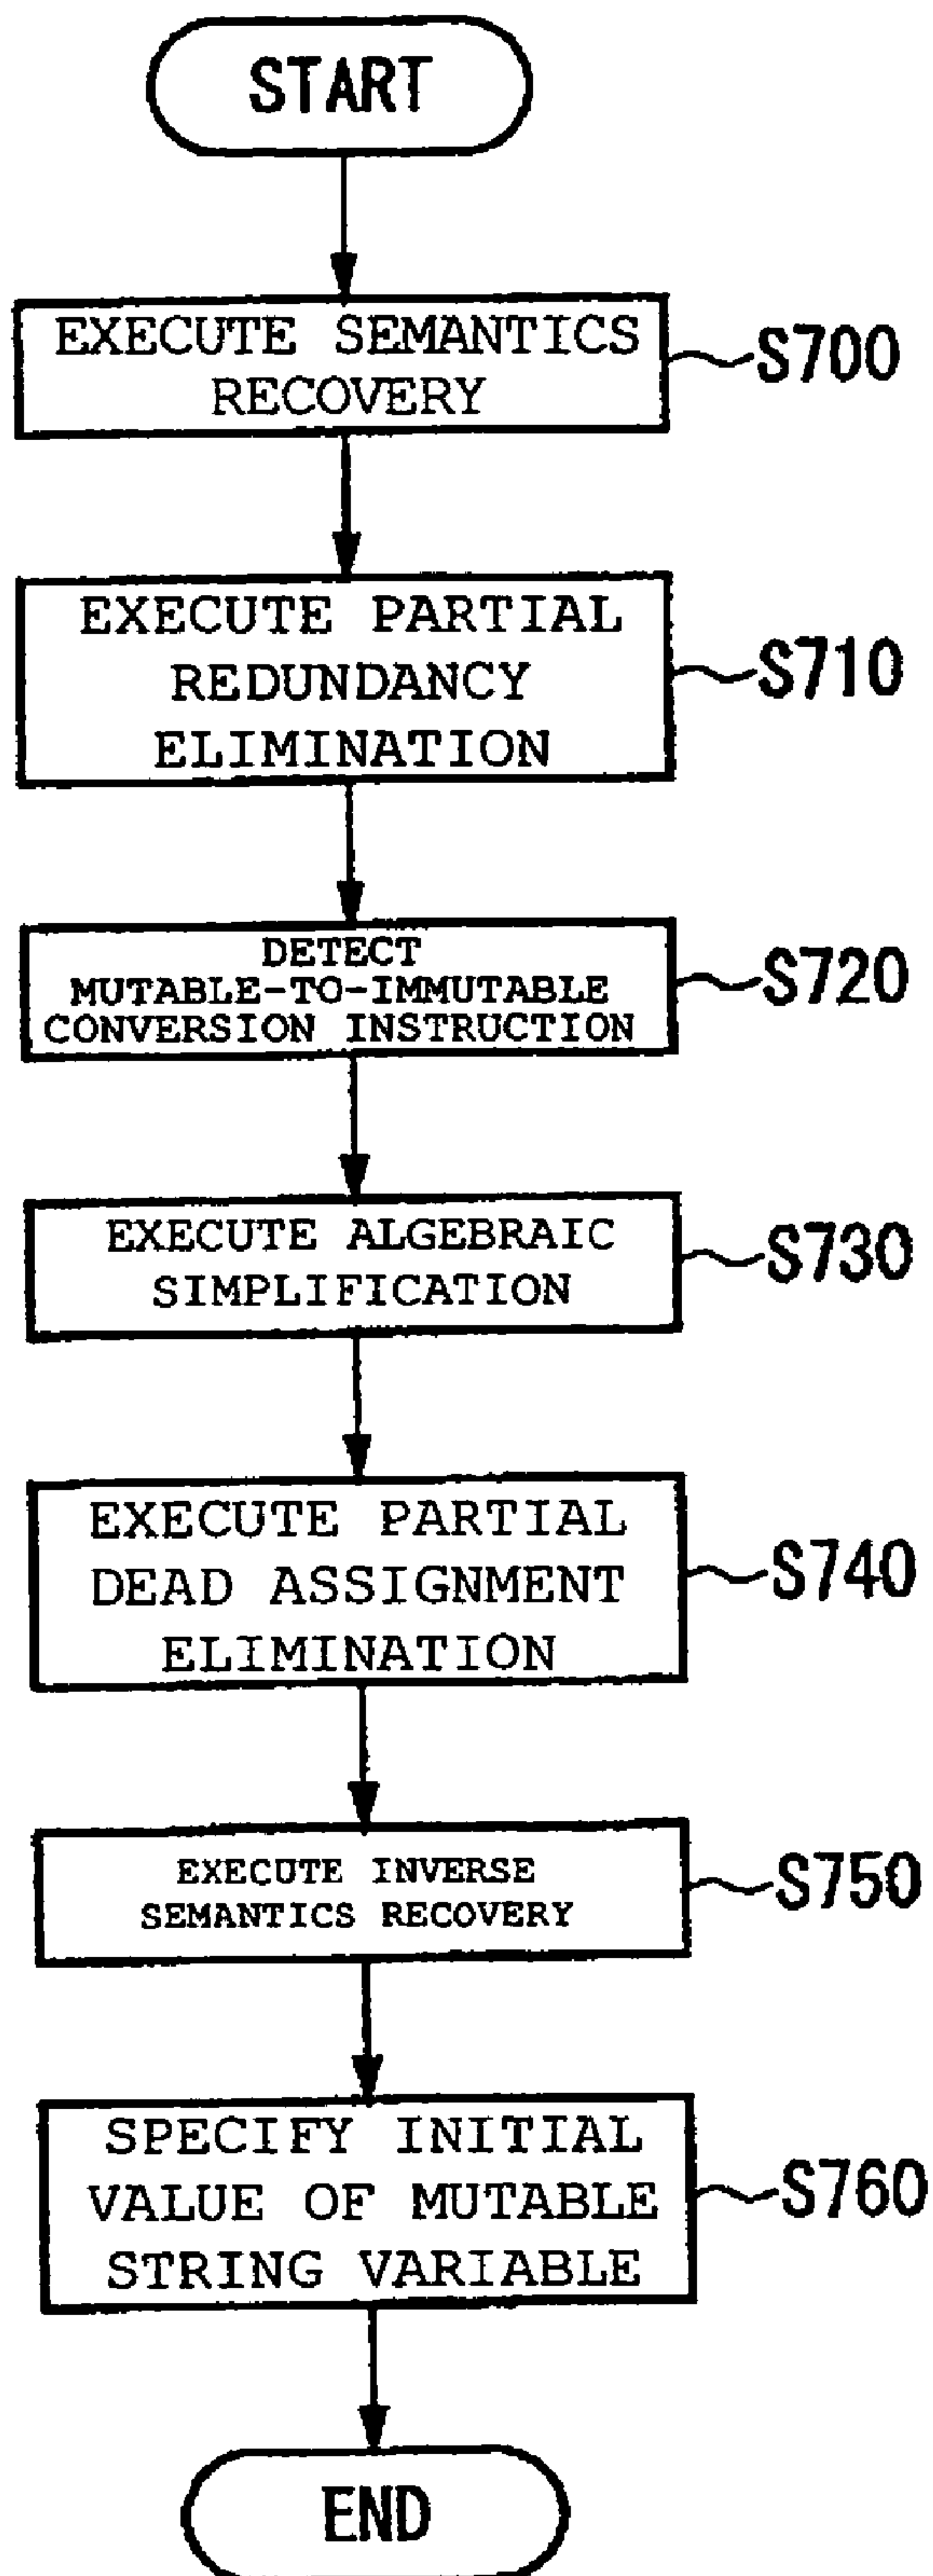 START
EXECUTE SEMANTICS
RECOVERY
S700
EXECUTE PARTIAL
REDUNDANCY
ELIMINATION
S710
DETECT
MUTABLE-TO-IMMUTABLE
CONVERSION INSTRUCTION
S720
EXECUTE ALGEBRAIC
SIMPLIFICATION
S730
EXECUTE PARTIAL
DEAD ASSIGNMENT
ELIMINATION
S740
EXECUTE INVERSE
SEMANTICS RECOVERY
S750
SPECIFY INITIAL
VALUE OF MUTABLE
STRING VARIABLE
S760
END